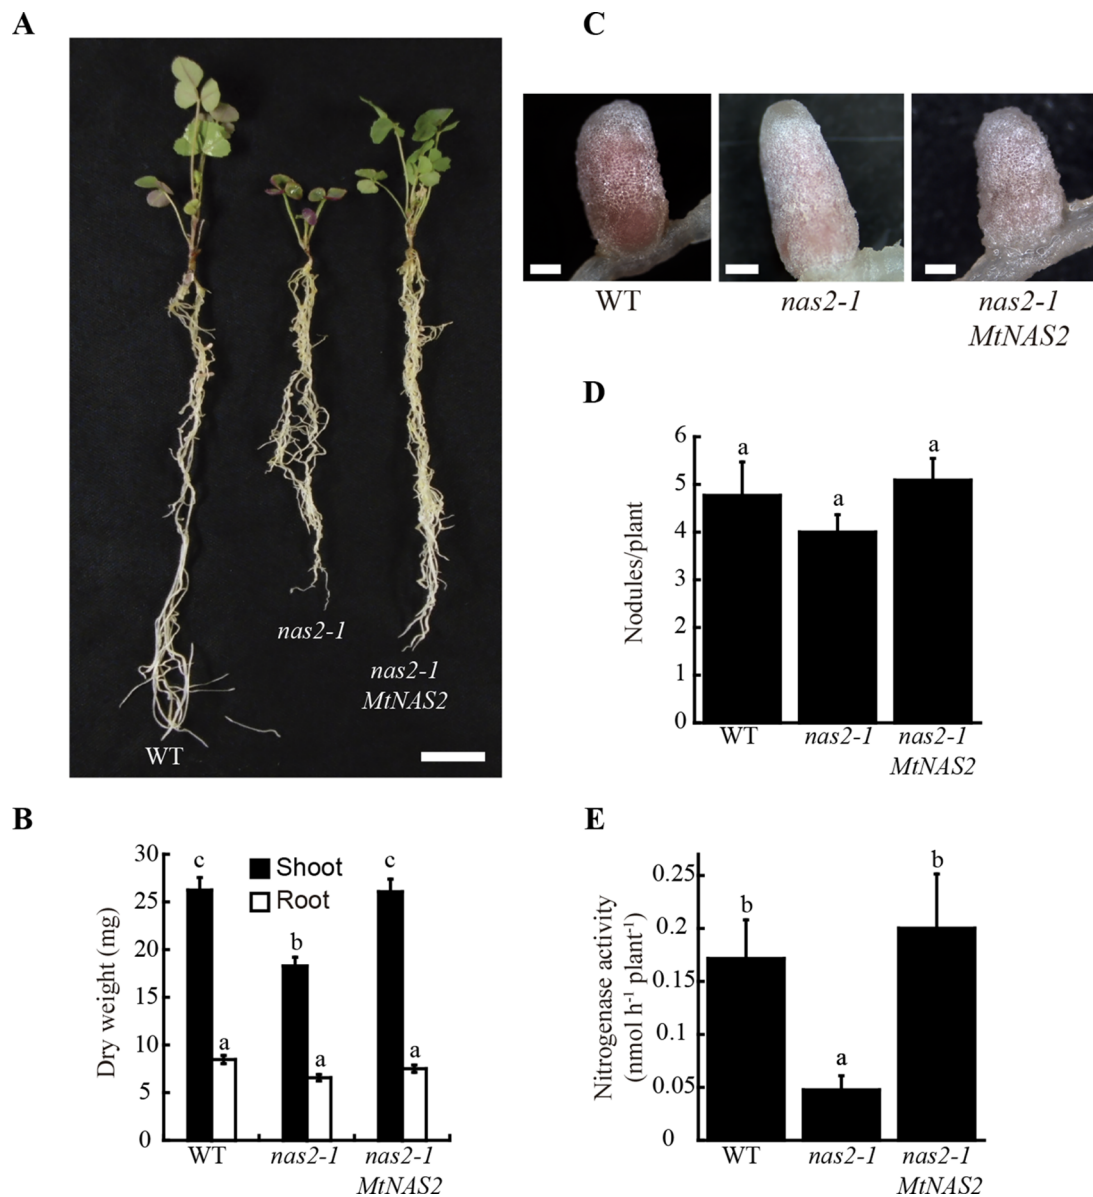 A
WT
nas2-1
nas2-1
MtNAS2
B
Dry weight (mg)
30
25
20
15
10
5
0
Shoot
Root
c
a
b
a
c
a
WT
nas2-1
nas2-1
MtNAS2
C
WT
nas2-1
nas2-1
MtNAS2
D
Nodules/plant
6
5
4
3
2
1
0
a
a
a
WT
nas2-1
nas2-1
MtNAS2
E
Nitrogenase activity
(nmol h⁻¹ plant⁻¹)
0.25
0.2
0.15
0.1
0.05
0
b
a
b
WT
nas2-1
nas2-1
MtNAS2